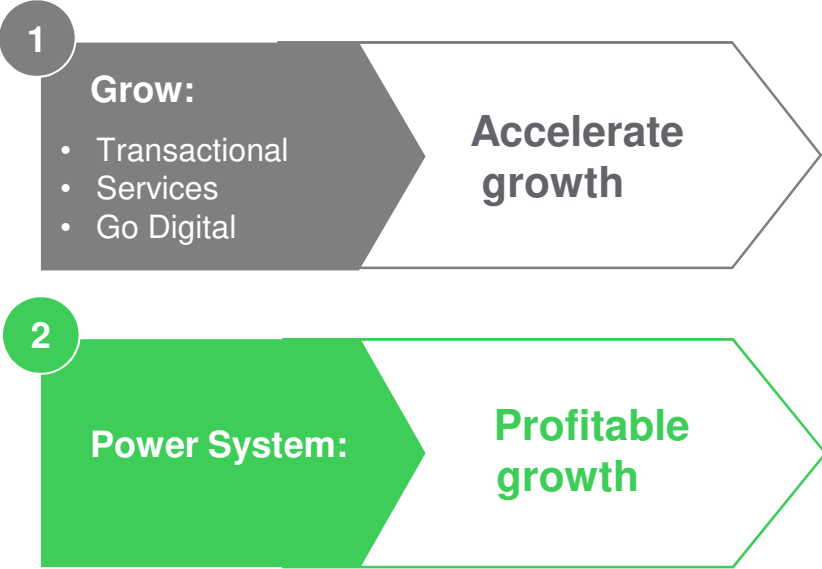 1
Grow:
• Transactional
• Services
• Go Digital
Accelerate
growth
2
Power System:
Profitable
growth